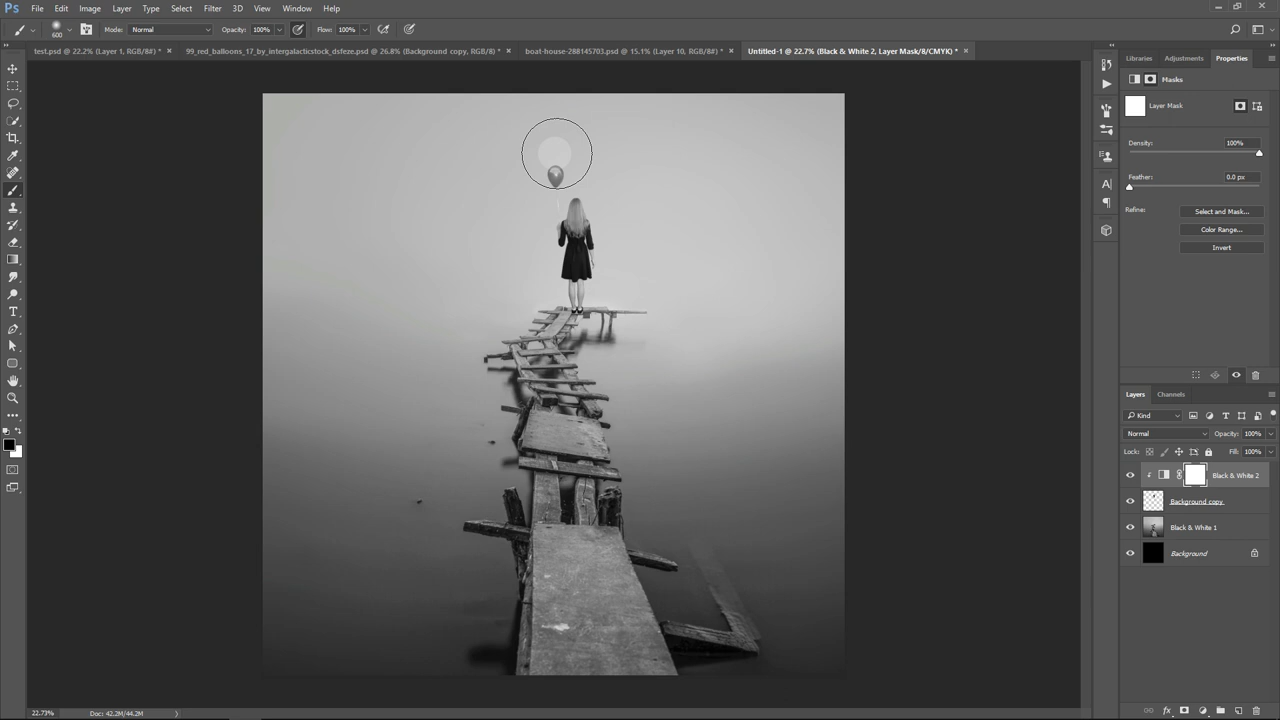 Ps File Edit Image Layer Type Select Filter 3D View Window Help
600 Mode: Normal Opacity: 100% Flow: 100%
test.psd @ 22.2% (Layer 1, RGB/8#) * × 99_red_balloons_17_by_intergalacticstock_dsfeze.psd @ 26.8% (Background copy, RGB/8) * × boat-house-288145703.psd @ 15.1% (Layer 10, RGB/8#) * × Untitled-1 @ 22.7% (Black & White 2, Layer Mask/8/CMYK) * ×
Libraries Adjustments Properties
Masks
Layer Mask
Density: 100%
Feather: 0.0 px
Refine: Select and Mask...
Color Range...
Invert
Layers Channels
Kind
Normal Opacity: 100%
Lock: Fill: 100%
Black & White 2
Background copy
Black & White 1
Background
22.73% Doc: 42.2M/44.2M